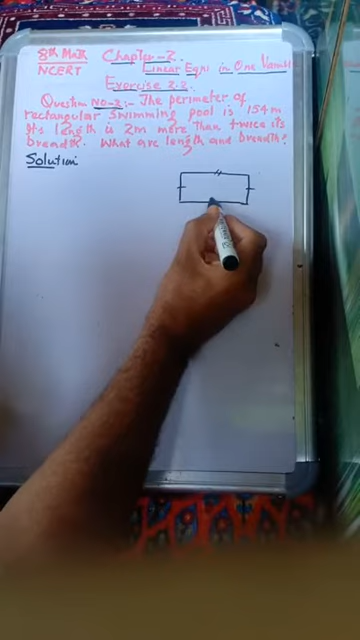 8th Math Chapter-2.
NCERT Linear Eqn in One Variable
Exercise 2.2
Question NO-2:- The perimeter of
rectangular swimming pool is 154m
Its length is 2m more than twice its
breadth. What are length and breadth?
Solution